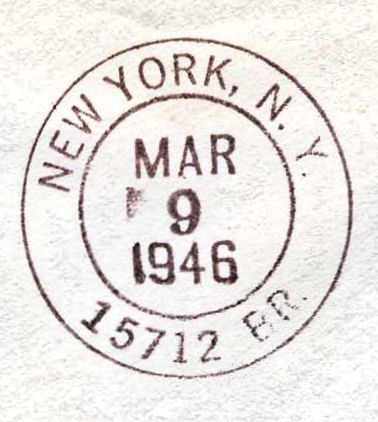 NEW YORK, N. Y.
MAR
9
1946
15712 BR.